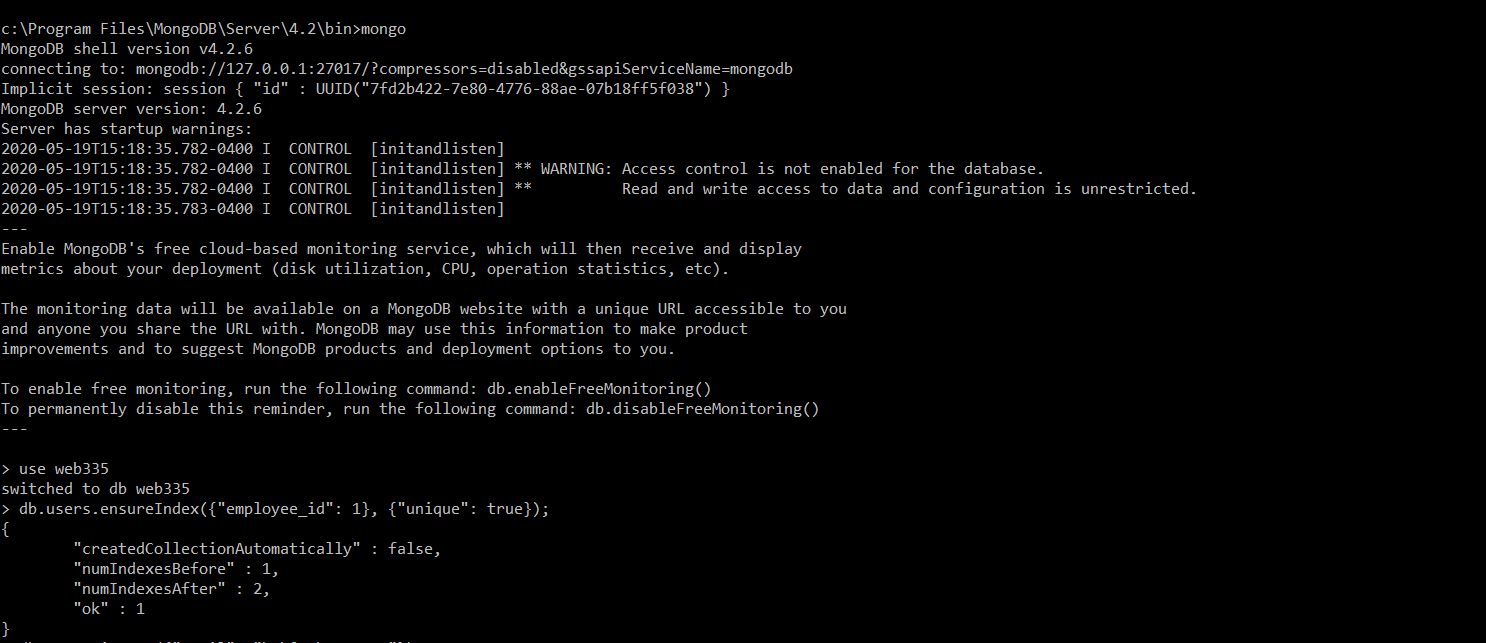 c:\Program Files\MongoDB\Server\4.2\bin>mongo
MongoDB shell version v4.2.6
connecting to: mongodb://127.0.0.1:27017/?compressors=disabled&gssapiServiceName=mongodb
Implicit session: session { "id" : UUID("7fd2b422-7e80-4776-88ae-07b18ff5f038") }
MongoDB server version: 4.2.6
Server has startup warnings:
2020-05-19T15:18:35.782-0400 I  CONTROL  [initandlisten]
2020-05-19T15:18:35.782-0400 I  CONTROL  [initandlisten] ** WARNING: Access control is not enabled for the database.
2020-05-19T15:18:35.782-0400 I  CONTROL  [initandlisten] **          Read and write access to data and configuration is unrestricted.
2020-05-19T15:18:35.783-0400 I  CONTROL  [initandlisten]
---
Enable MongoDB's free cloud-based monitoring service, which will then receive and display
metrics about your deployment (disk utilization, CPU, operation statistics, etc).
The monitoring data will be available on a MongoDB website with a unique URL accessible to you
and anyone you share the URL with. MongoDB may use this information to make product
improvements and to suggest MongoDB products and deployment options to you.
To enable free monitoring, run the following command: db.enableFreeMonitoring()
To permanently disable this reminder, run the following command: db.disableFreeMonitoring()
---
> use web335
switched to db web335
> db.users.ensureIndex({"employee_id": 1}, {"unique": true});
{
        "createdCollectionAutomatically" : false,
        "numIndexesBefore" : 1,
        "numIndexesAfter" : 2,
        "ok" : 1
}